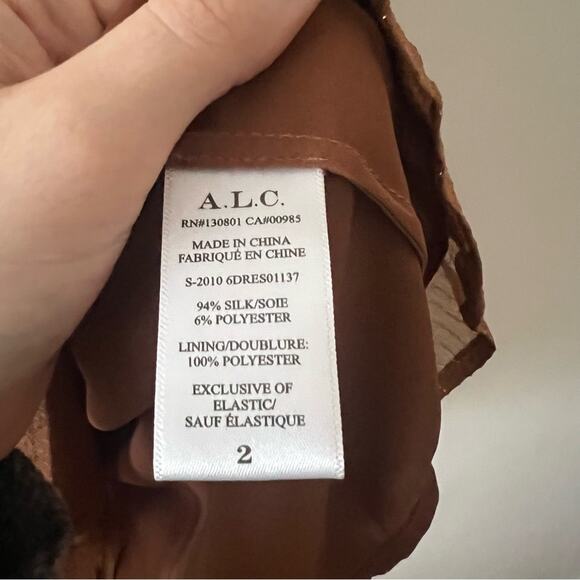 A.L.C.
RN#130801 CA#00985
MADE IN CHINA
FABRIQUÉ EN CHINE
S-2010 6DRES01137
94% SILK/SOIE
6% POLYESTER
LINING/DOUBLURE:
100% POLYESTER
EXCLUSIVE OF
ELASTIC/
SAUF ÉLASTIQUE
2